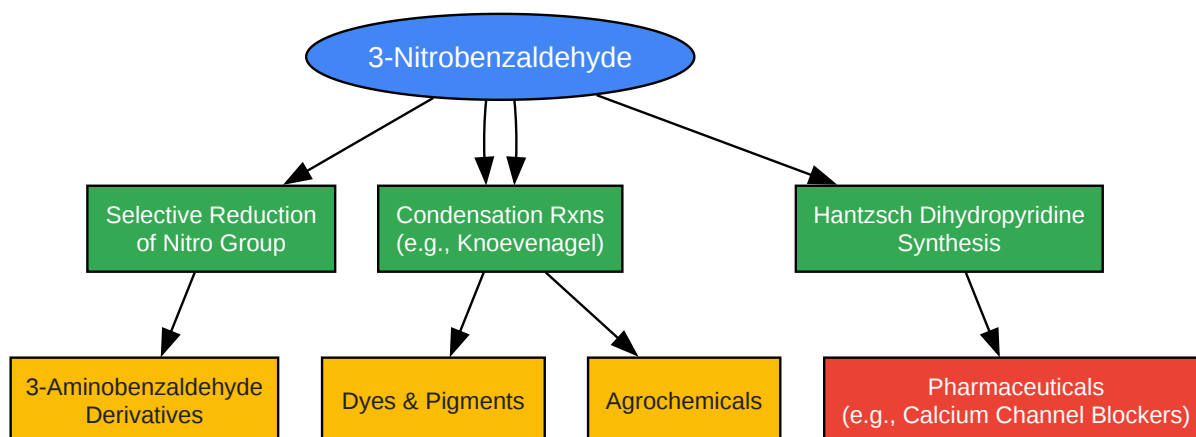 3-Nitrobenzaldehyde
Selective Reduction
of Nitro Group
Condensation Rxns
(e.g., Knoevenagel)
Hantzsch Dihydropyridine
Synthesis
3-Aminobenzaldehyde
Derivatives
Dyes & Pigments
Agrochemicals
Pharmaceuticals
(e.g., Calcium Channel Blockers)